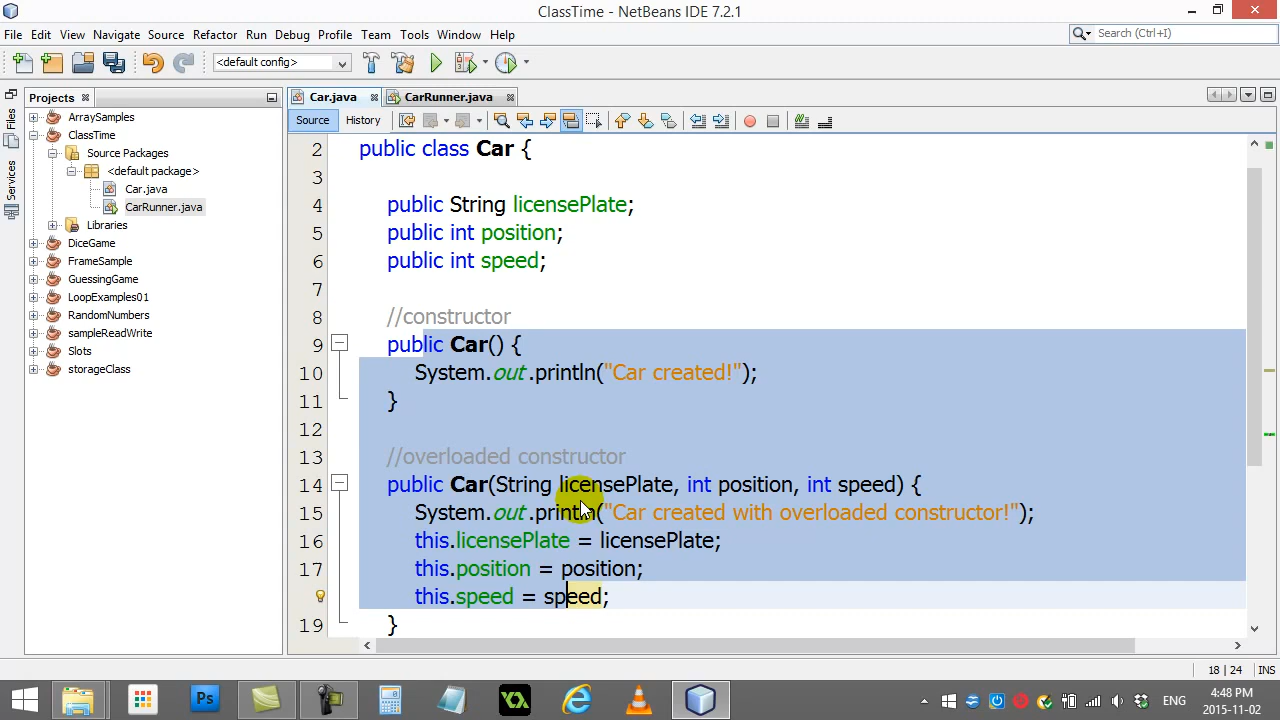 ClassTime - NetBeans IDE 7.2.1
File Edit View Navigate Source Refactor Run Debug Profile Team Tools Window Help
Search (Ctrl+I)
<default config>
Files
Services
Projects
ArraySamples
ClassTime
Source Packages
<default package>
Car.java
CarRunner.java
Libraries
DiceGame
FrameSample
GuessingGame
LoopExamples01
RandomNumbers
sampleReadWrite
Slots
storageClass
Car.java CarRunner.java
Source History
2 public class Car {
3
4 public String licensePlate;
5 public int position;
6 public int speed;
7
8 //constructor
9 public Car() {
10 System.out.println("Car created!");
11 }
12
13 //overloaded constructor
14 public Car(String licensePlate, int position, int speed) {
15 System.out.println("Car created with overloaded constructor!");
16 this.licensePlate = licensePlate;
17 this.position = position;
18 this.speed = speed;
19 }
18 | 24 INS
Ps
ENG
4:48 PM
2015-11-02